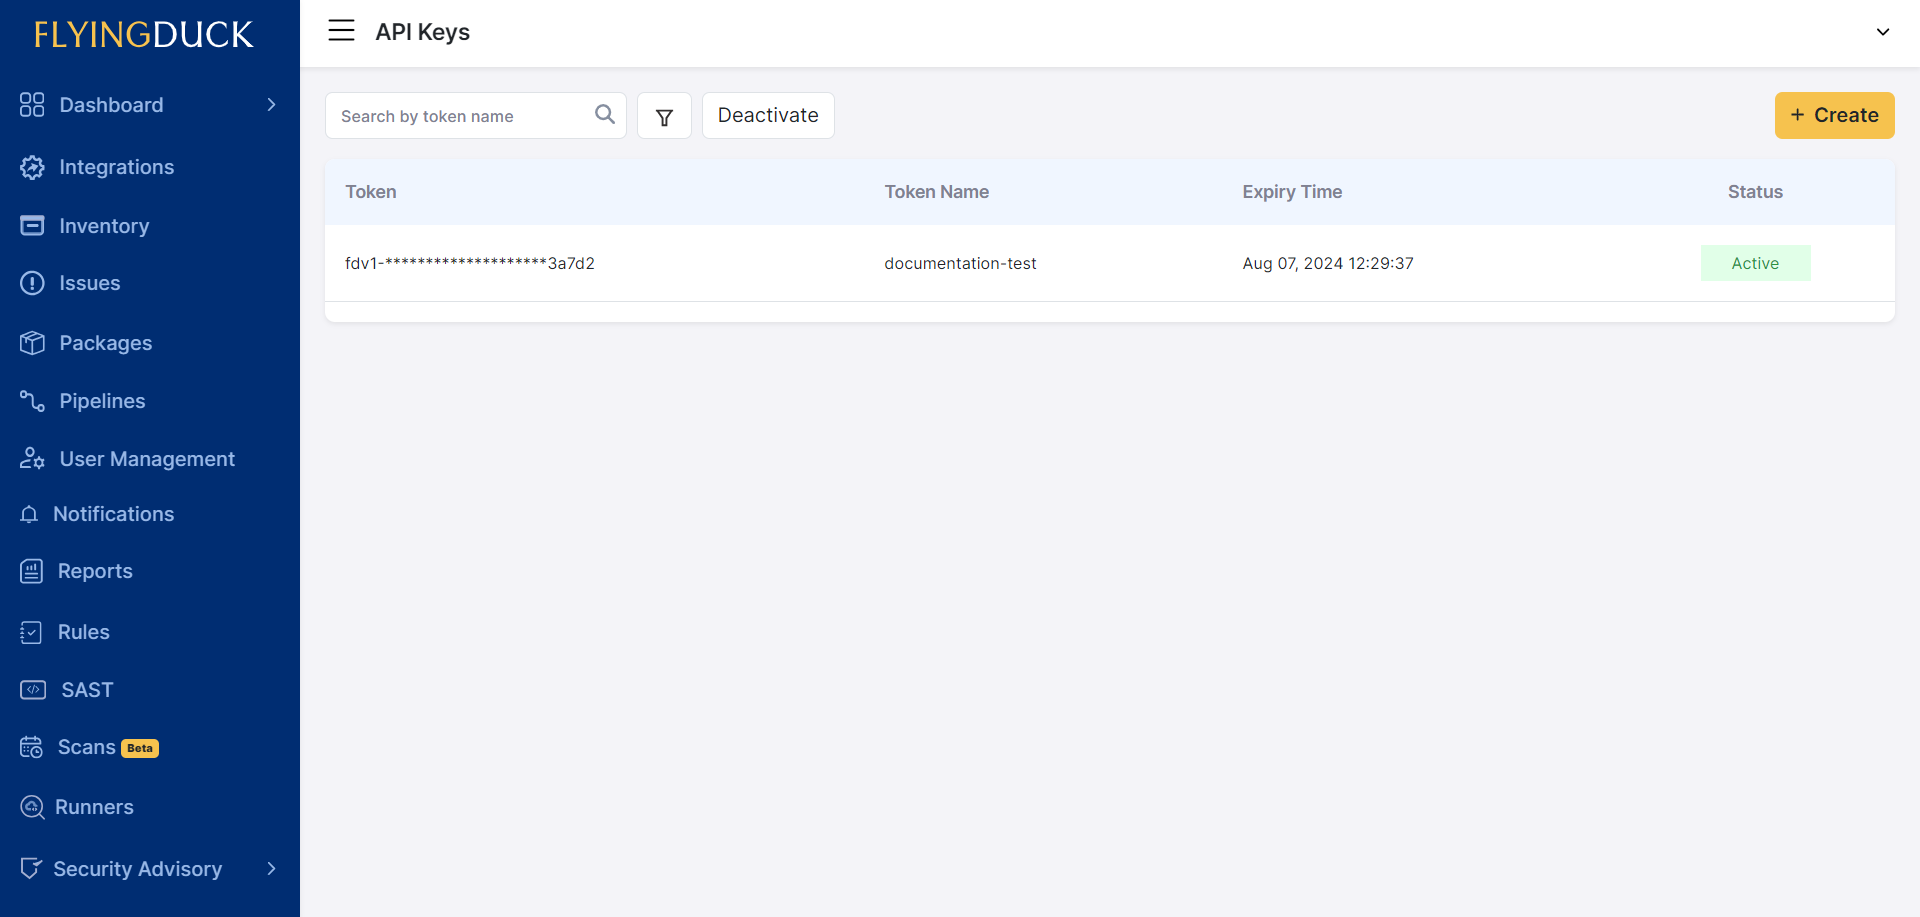 FLYINGDUCK
Dashboard
Integrations
Inventory
Issues
Packages
Pipelines
User Management
Notifications
Reports
Rules
SAST
Scans Beta
Runners
Security Advisory
API Keys
Search by token name
Deactivate
+ Create
Token Token Name Expiry Time Status
fdv1-********************3a7d2 documentation-test Aug 07, 2024 12:29:37 Active